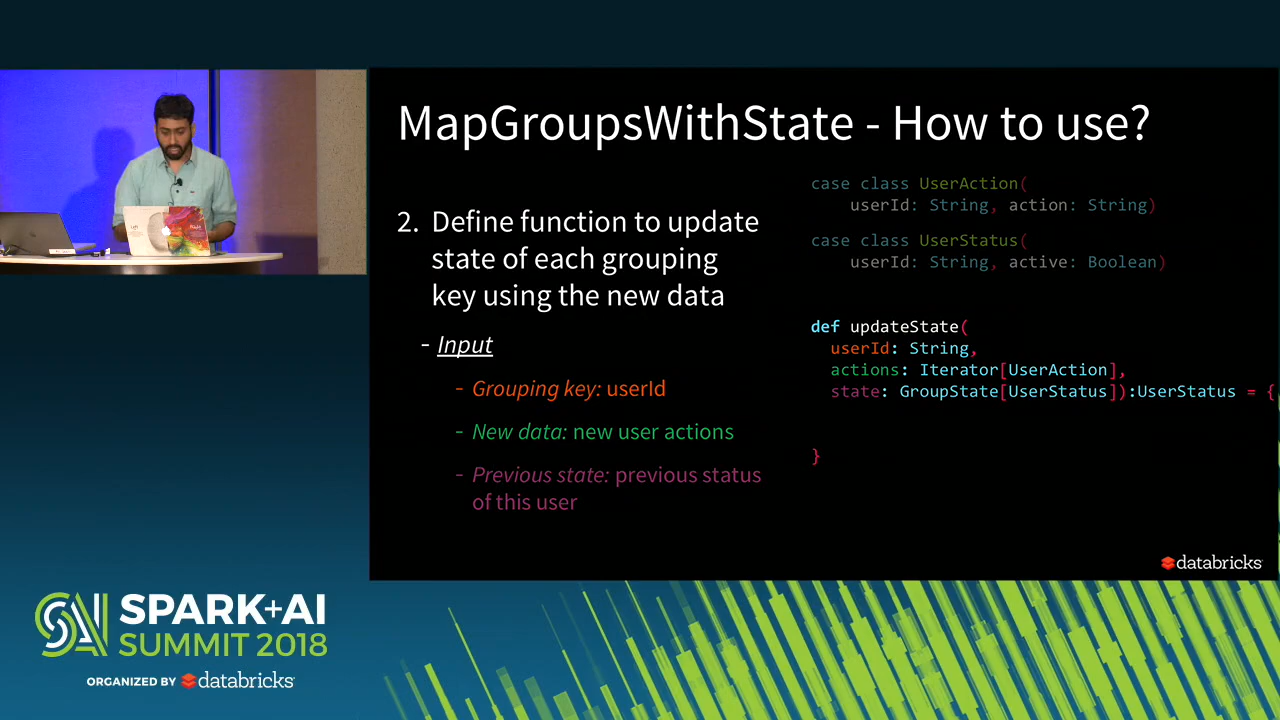 MapGroupsWithState - How to use?
2. Define function to update
state of each grouping
key using the new data
- Input
- Grouping key: userId
- New data: new user actions
- Previous state: previous status
of this user
case class UserAction(
userId: String, action: String)
case class UserStatus(
userId: String, active: Boolean)
def updateState(
userId: String,
actions: Iterator[UserAction],
state: GroupState[UserStatus]):UserStatus = {
}
databricks
SPARK+AI
SUMMIT 2018
ORGANIZED BY databricks